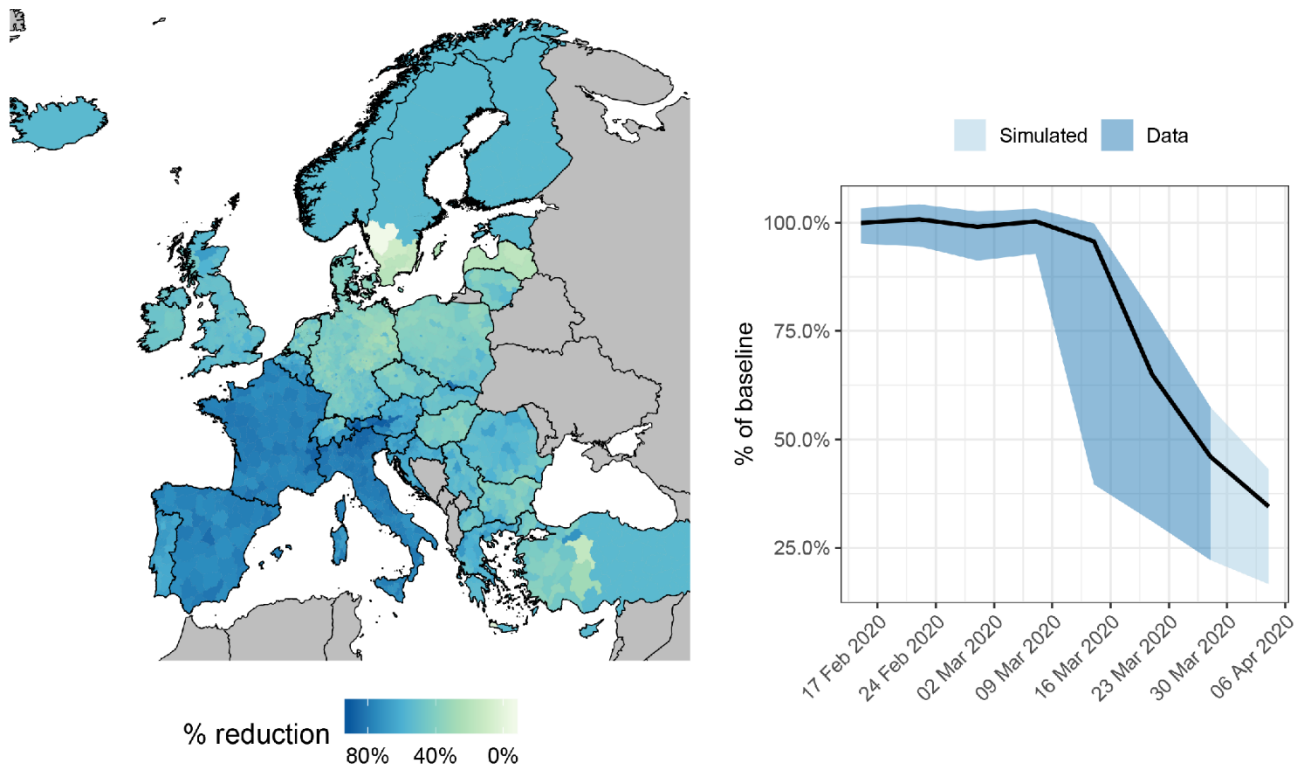 % reduction
80%
40%
0%
Simulated
Data
% of baseline
100.0%
75.0%
50.0%
25.0%
17 Feb 2020
24 Feb 2020
02 Mar 2020
09 Mar 2020
16 Mar 2020
23 Mar 2020
30 Mar 2020
06 Apr 2020